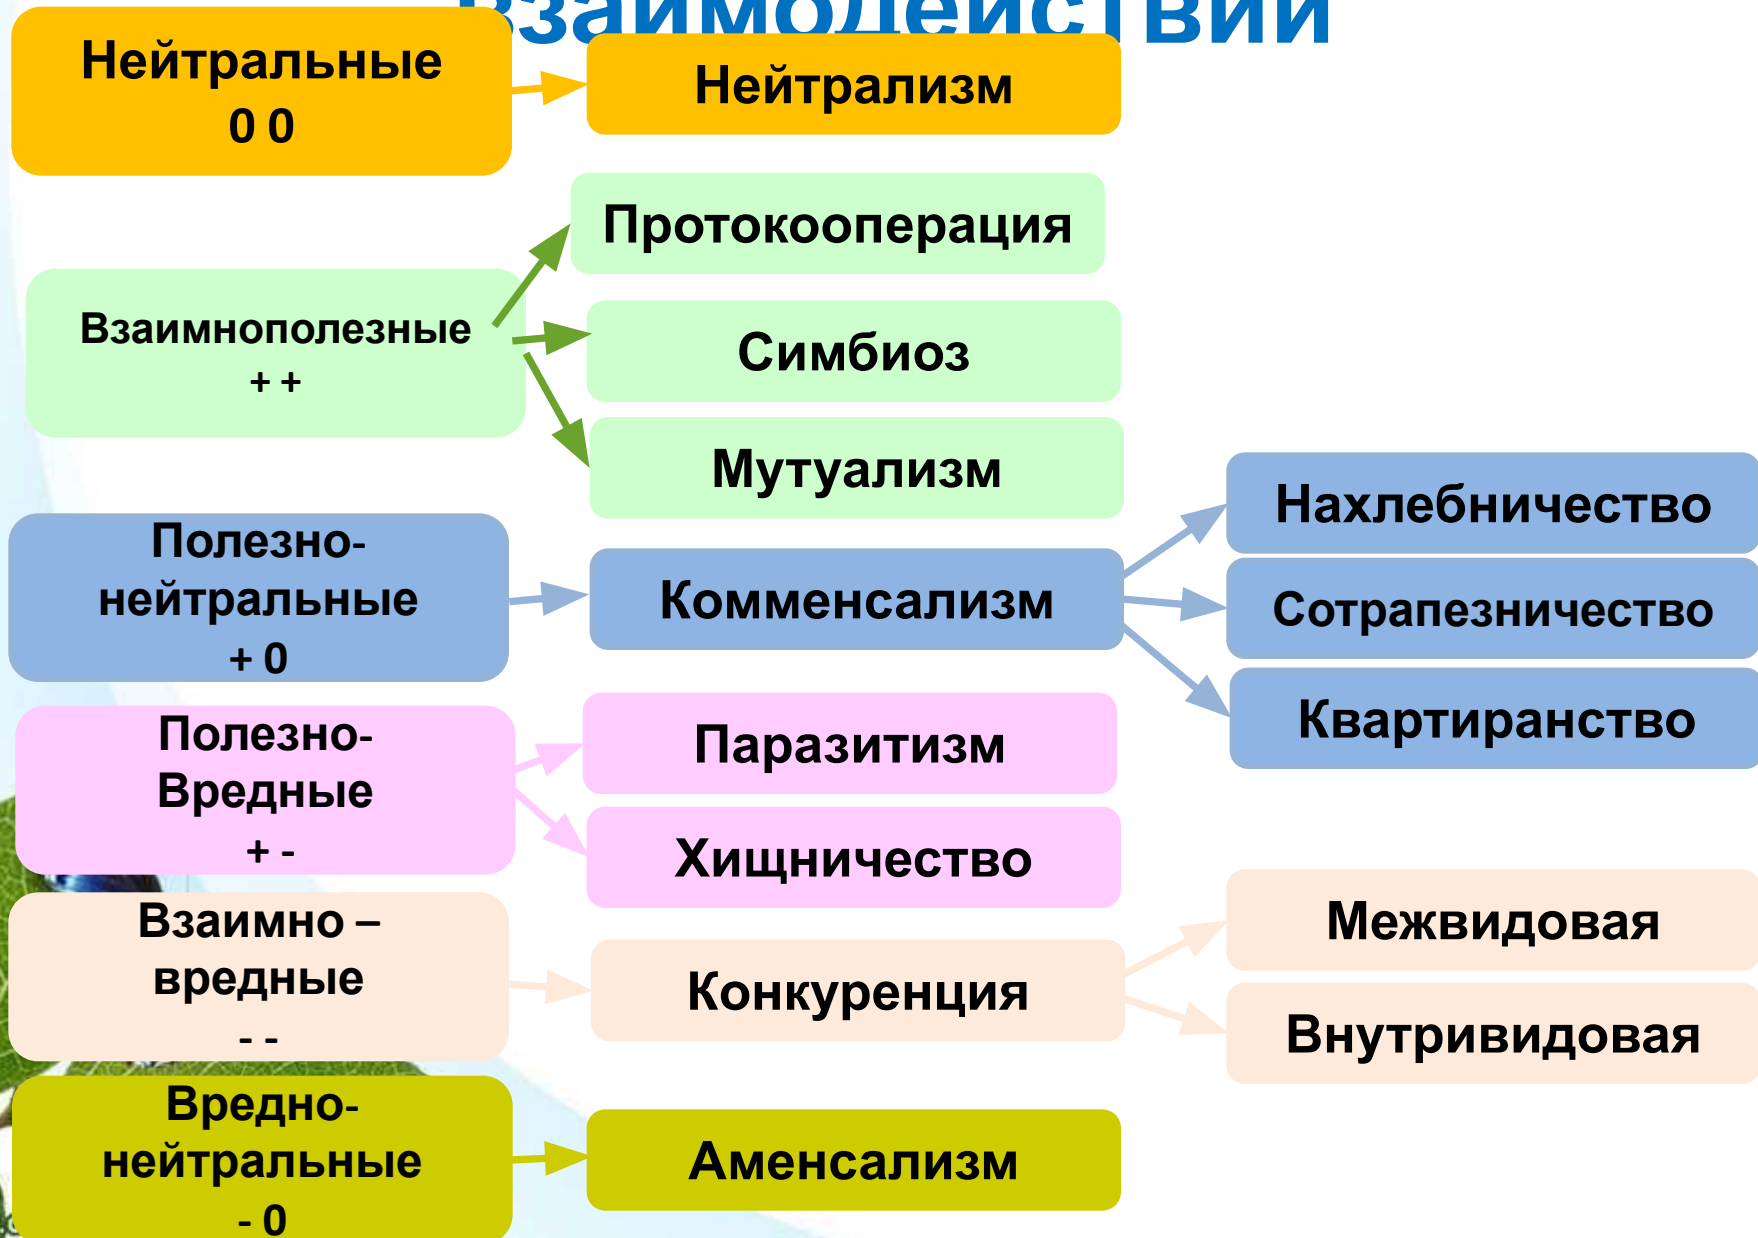 взаимодействий
Нейтральные
0 0
Нейтрализм
Взаимнополезные
+ +
Протокооперация
Симбиоз
Мутуализм
Полезно-
нейтральные
+ 0
Комменсализм
Нахлебничество
Сотрапезничество
Квартиранство
Полезно-
Вредные
+ -
Паразитизм
Хищничество
Взаимно –
вредные
- -
Конкуренция
Межвидовая
Внутривидовая
Вредно-
нейтральные
- 0
Аменсализм